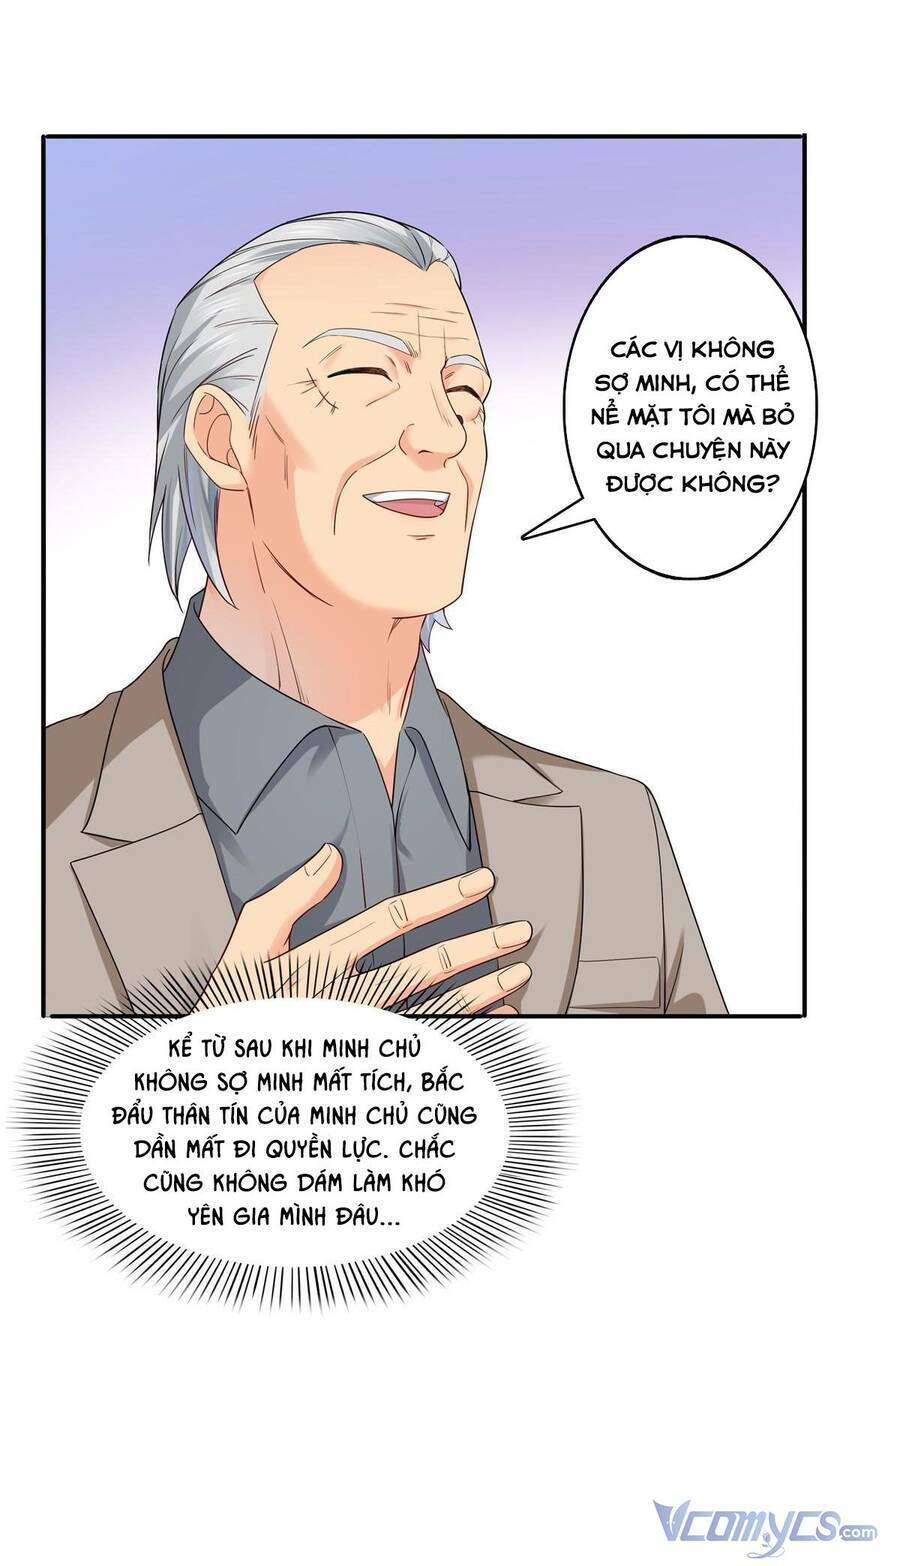 CÁC VỊ KHÔNG
SỢ MINH, CÓ THỂ
NỂ MẶT TÔI MÀ BỎ
QUA CHUYỆN NÀY
ĐƯỢC KHÔNG?
KỂ TỪ SAU KHI MINH CHỦ
KHÔNG SỢ MINH MẤT TÍCH, BẮC
ĐẨU THÂN TÍN CỦA MINH CHỦ CŨNG
DẦN MẤT ĐI QUYỀN LỰC. CHẮC
CŨNG KHÔNG DÁM LÀM KHÓ
YÊN GIA MÌNH ĐÂU...
VCOMYCS.com